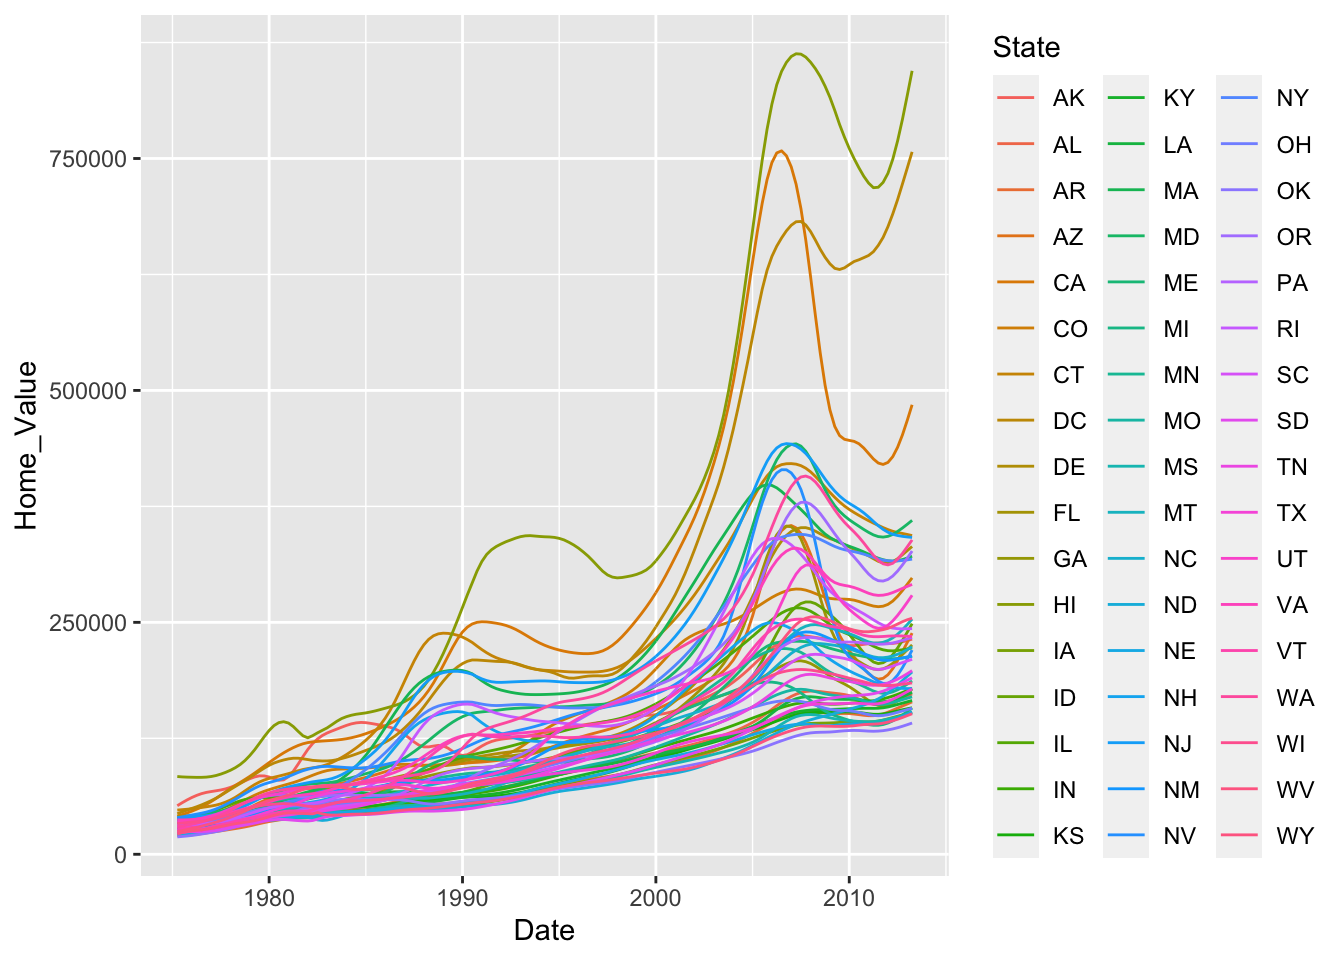 State
AK KY NY
AL LA OH
AR MA OK
AZ MD OR
CA ME PA
CO MI RI
CT MN SC
DC MO SD
DE MS TN
FL MT TX
GA NC UT
HI ND VA
IA NE VT
ID NH WA
IL NJ WI
IN NM WV
KS NV WY
Home_Value
750000
500000
250000
0
1980 1990 2000 2010
Date